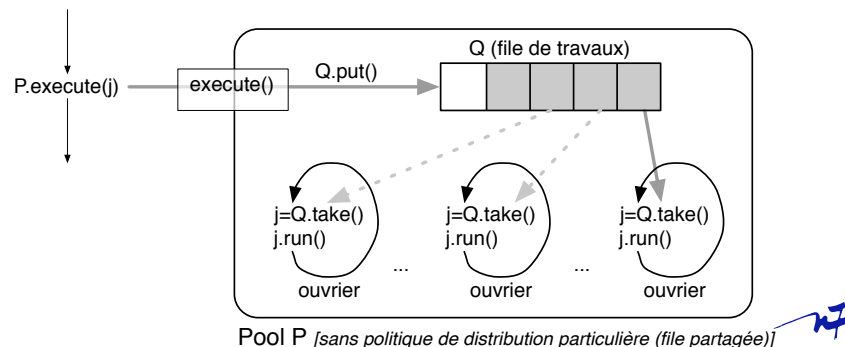 Q (file de travaux)
P.execute(j)
execute()
Q.put()
j=Q.take()
j.run()
ouvrier
...
j=Q.take()
j.run()
ouvrier
...
j=Q.take()
j.run()
ouvrier
Pool P [sans politique de distribution particulière (file partagée)]
n7